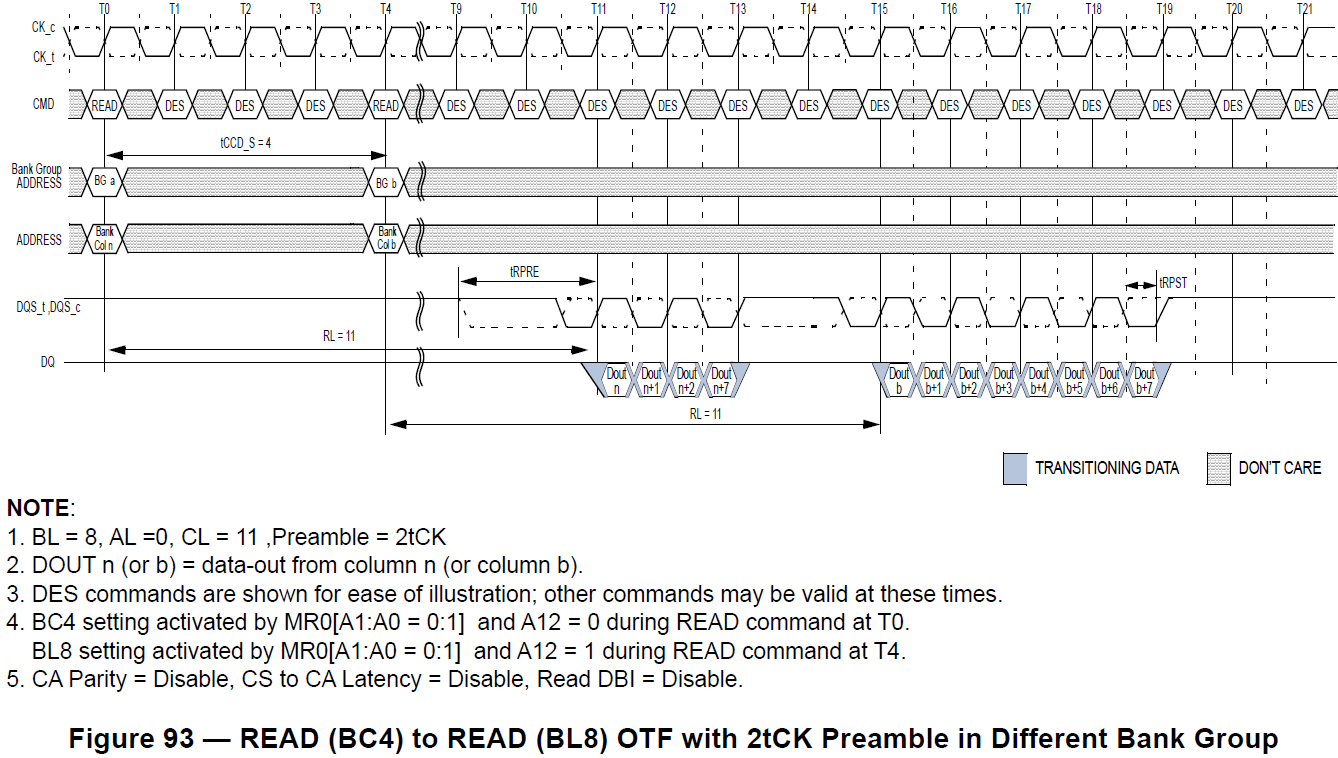 T0 T1 T2 T3 T4 T9 T10 T11 T12 T13 T14 T15 T16 T17 T18 T19 T20 T21
CK_c
CK_t
CMD READ DES DES DES READ DES DES DES DES DES DES DES DES DES DES DES DES DES
tCCD_S = 4
Bank Group
ADDRESS BG a BG b
ADDRESS Bank Col n Bank Col b
tRPRE
tRPST
DQS_t ,DQS_c
RL = 11
DQ
Dout n Dout n+1 Dout n+2 Dout n+7 Dout b Dout b+1 Dout b+2 Dout b+3 Dout b+4 Dout b+5 Dout b+6 Dout b+7
RL = 11
TRANSITIONING DATA DON'T CARE
NOTE:
1. BL = 8, AL =0, CL = 11 ,Preamble = 2tCK
2. DOUT n (or b) = data-out from column n (or column b).
3. DES commands are shown for ease of illustration; other commands may be valid at these times.
4. BC4 setting activated by MR0[A1:A0 = 0:1] and A12 = 0 during READ command at T0.
BL8 setting activated by MR0[A1:A0 = 0:1] and A12 = 1 during READ command at T4.
5. CA Parity = Disable, CS to CA Latency = Disable, Read DBI = Disable.
Figure 93 — READ (BC4) to READ (BL8) OTF with 2tCK Preamble in Different Bank Group